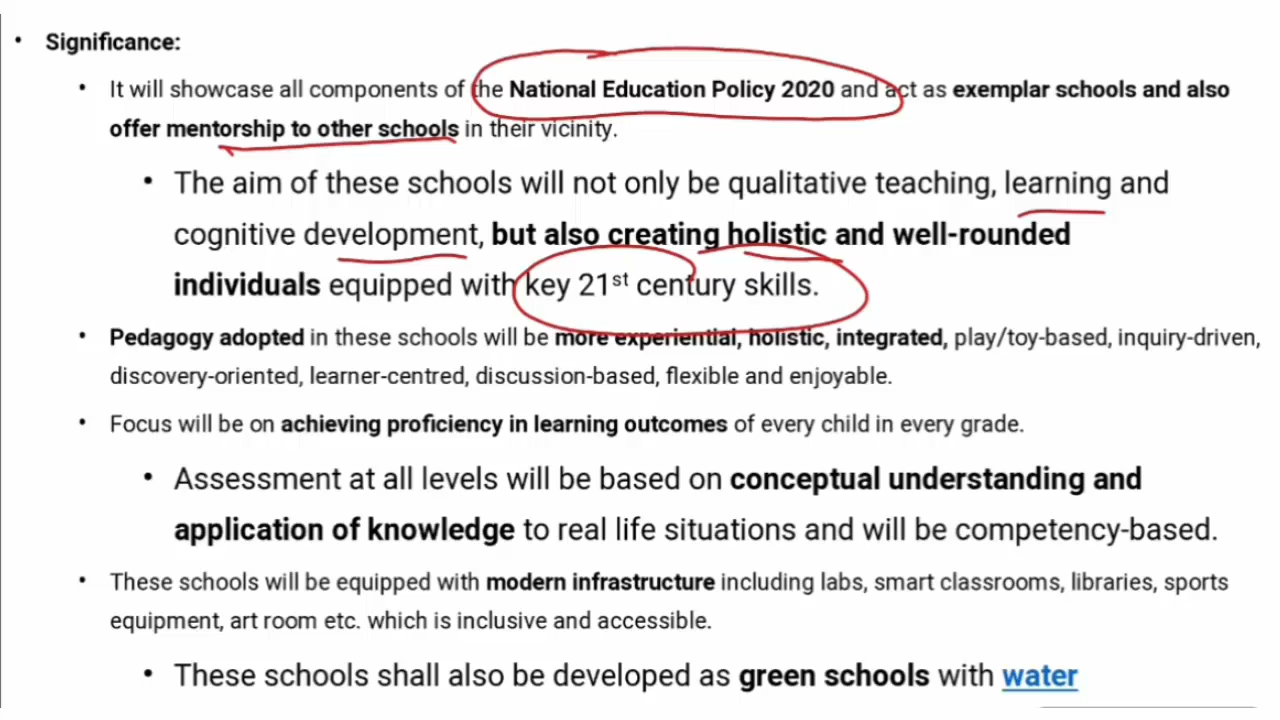 • Significance:
• It will showcase all components of the National Education Policy 2020 and act as exemplar schools and also
offer mentorship to other schools in their vicinity.
• The aim of these schools will not only be qualitative teaching, learning and
cognitive development, but also creating holistic and well-rounded
individuals equipped with key 21st century skills.
• Pedagogy adopted in these schools will be more experiential, holistic, integrated, play/toy-based, inquiry-driven,
discovery-oriented, learner-centred, discussion-based, flexible and enjoyable.
• Focus will be on achieving proficiency in learning outcomes of every child in every grade.
• Assessment at all levels will be based on conceptual understanding and
application of knowledge to real life situations and will be competency-based.
• These schools will be equipped with modern infrastructure including labs, smart classrooms, libraries, sports
equipment, art room etc. which is inclusive and accessible.
• These schools shall also be developed as green schools with water